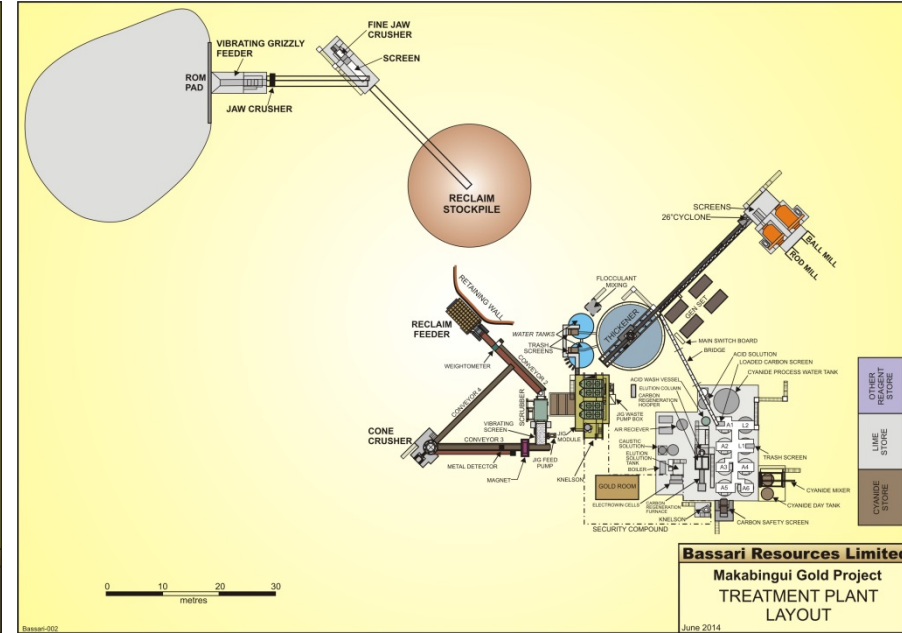 FINE JAW
CRUSHER
SCREEN
VIBRATING GRIZZLY
FEEDER
ROM
PAD
JAW CRUSHER
RECLAIM
STOCKPILE
SCREENS
26"CYCLONE
BALL MILL
ROD MILL
FLOCCULANT
MIXING
GEN SET
THICKENER
WATER TANKS
TRASH
SCREENS
RETAINING WALL
RECLAIM
FEEDER
WEIGHTOMETER
CONVEYOR 2
CONVEYOR 4
SCRUBBER
VIBRATING
SCREEN
CONE
CRUSHER
CONVEYOR 3
METAL DETECTOR
MAGNET
JIG FEED
PUMP
JIG
MODULE
KNELSON
JIG WASTE
PUMP BOX
MAIN SWITCH BOARD
BRIDGE
ACID SOLUTION
LOADED CARBON SCREEN
CYANIDE PROCESS WATER TANK
ACID WASH VESSEL
ELUTION COLUMN
CARBON
REGENERATION
HOOPER
AIR RECIEVER
CAUSTIC
SOLUTION
ELUTION
SOLUTION
TANK
BOILER
GOLD ROOM
ELECTROWIN CELLS
CARBON
REGENERATION
FURNACE
KNELSON
SECURITY COMPOUND
A1
L2
A2
L1
A3
A4
A5
A6
TRASH SCREEN
CYANIDE MIXER
CYANIDE DAY TANK
CARBON SAFETY SCREEN
OTHER
REAGENT
STORE
LIME
STORE
CYANIDE
STORE
0 10 20 30
metres
Bassari-002
Bassari Resources Limited
Makabingui Gold Project
TREATMENT PLANT
LAYOUT
June 2014